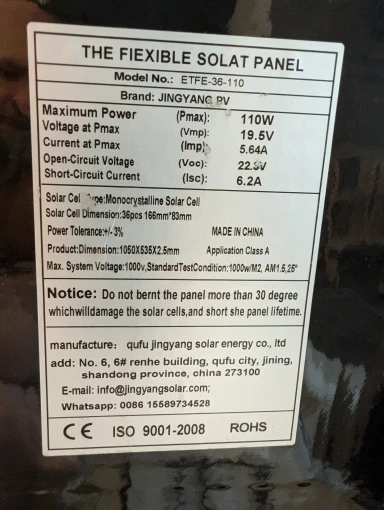 THE FIEXIBLE SOLAT PANEL
Model No.: ETFE-36-110
Brand: JINGYANG PV
Maximum Power (Pmax): 110W
Voltage at Pmax (Vmp): 19.5V
Current at Pmax (Imp): 5.64A
Open-Circuit Voltage (Voc):
Short-Circuit Current (Isc): 6.2A
Solar Cel Type:Monocrystalline Solar Cell
Solar Cell Dimension:36pcs 166mm*83mm
Power Tolerance:+/- 3% MADE IN CHINA
Product:Dimension:1050X535X2.5mm Application Class A
Max. System Voltage:1000v,StandardTestCondition:1000w/M2, AM1.5,25°
Notice: Do not bernt the panel more than 30 degree
whichwilldamage the solar cells,and short she panel lifetime.
manufacture: qufu jingyang solar energy co., ltd
add: No. 6, 6# renhe building, qufu city, jining,
shandong province, china 273100
E-mail: info@jingyangsolar.com;
Whatsapp: 0086 15589734528
CE ISO 9001-2008 ROHS